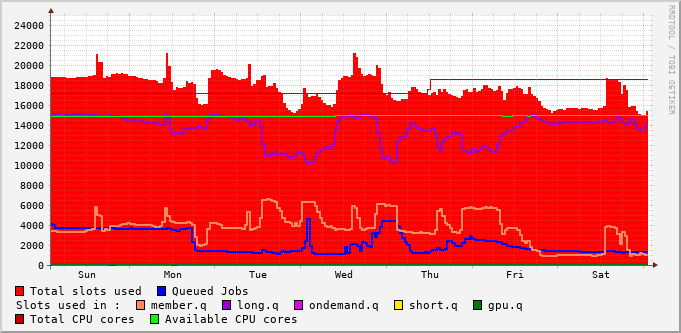 RRDTOOL / TOBI OETIKER
24000
22000
20000
18000
16000
14000
12000
10000
8000
6000
4000
2000
0
Sun Mon Tue Wed Thu Fri Sat
Total slots used Queued Jobs
Slots used in : member.q long.q ondemand.q short.q gpu.q
Total CPU cores Available CPU cores